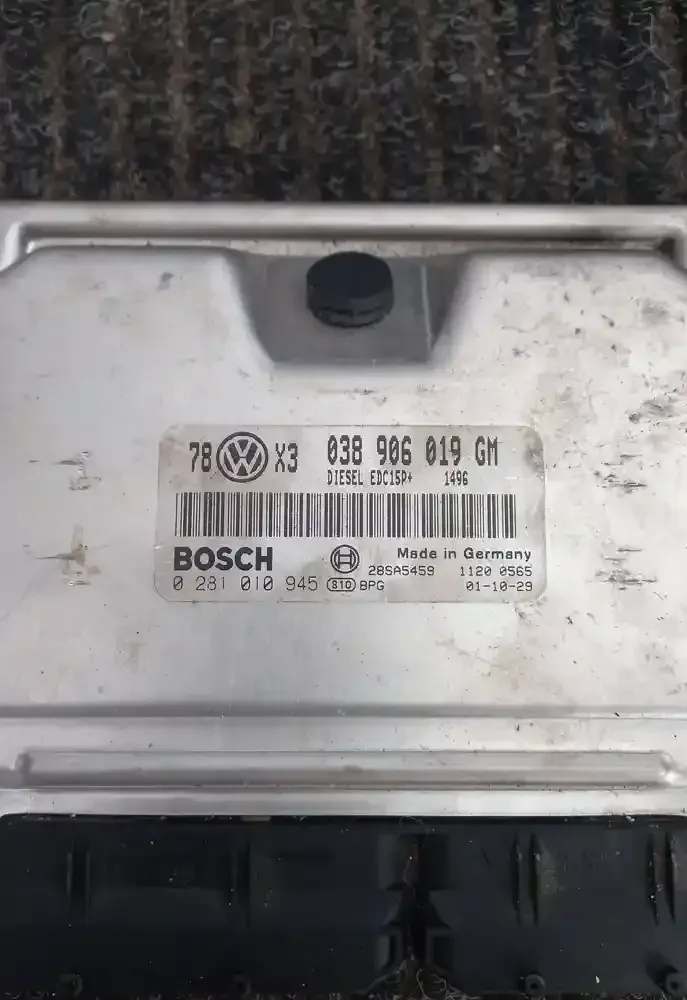 78 X3 038 906 019 GM
DIESEL EDC15P+ 1496
BOSCH Made in Germany
28SA5459 1120 0565
0 281 010 945 810 BPG 01-10-29